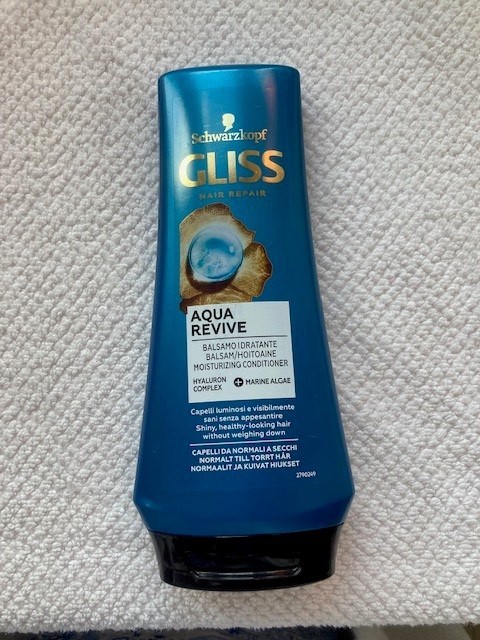 Schwarzkopf
GLISS
HAIR REPAIR
AQUA
REVIVE
BALSAMO IDRATANTE
BALSAM/HOITOAINE
MOISTURIZING CONDITIONER
HYALURON
COMPLEX
+ MARINE ALGAE
Capelli luminosi e visibilmente
sani senza appesantire
Shiny, healthy-looking hair
without weighing down
CAPELLI DA NORMALI A SECCHI
NORMALT TILL TORRT HÅR
NORMAALIT JA KUIVAT HIUKSET
2790249